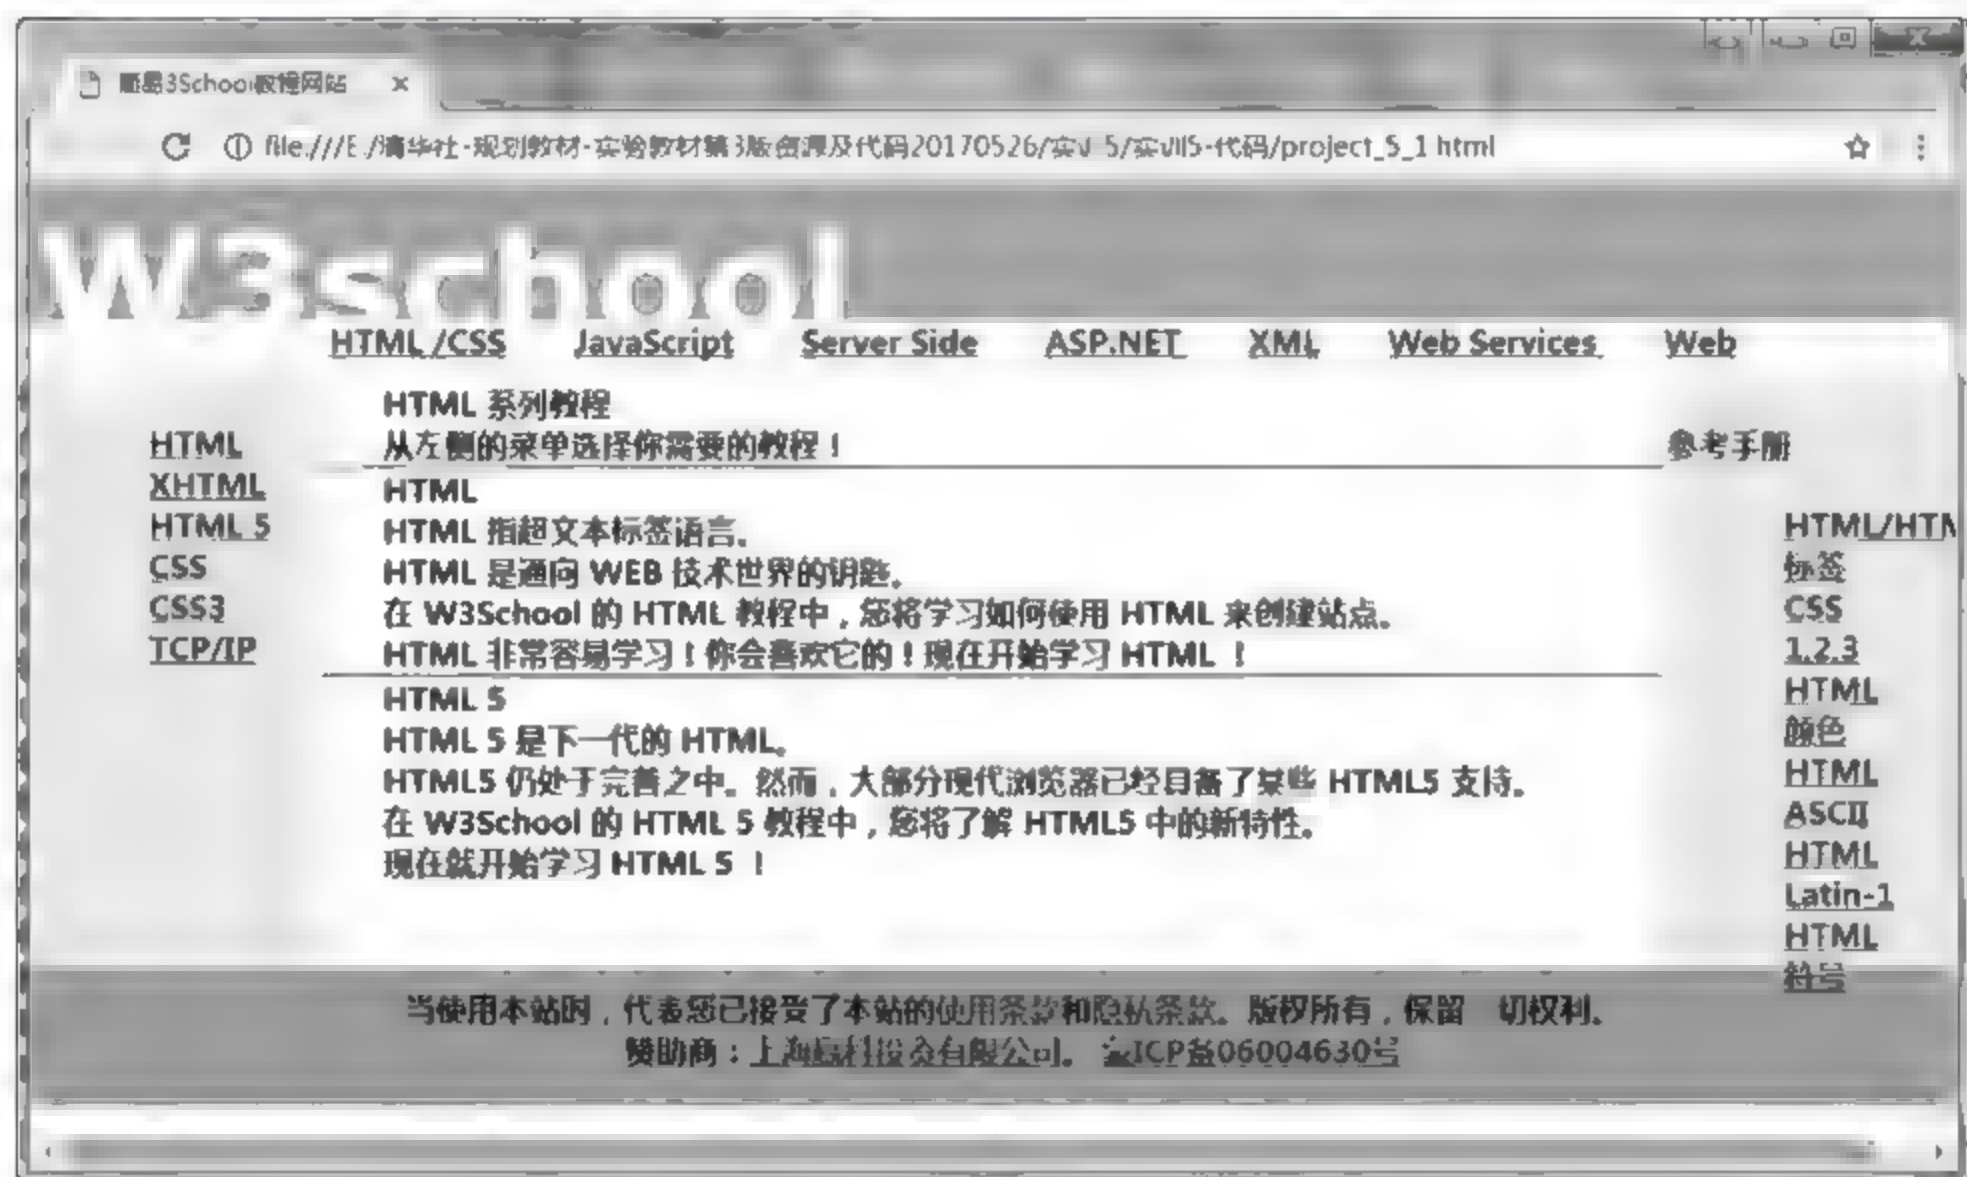 3School教程网站
file:///E:/清华社-规划教材-实验教材第3版资源及代码20170526/实训5/实训5-代码/project_5_1.html
W3school
HTML/CSS JavaScript Server Side ASP.NET XML Web Services Web
HTML
XHTML
HTML 5
CSS
CSS3
TCP/IP
HTML 系列教程
从左侧的菜单选择你需要的教程！
HTML
HTML 指超文本标签语言。
HTML 是通向 WEB 技术世界的钥匙。
在 W3School 的 HTML 教程中，您将学习如何使用 HTML 来创建站点。
HTML 非常容易学习！你会喜欢它的！现在开始学习 HTML ！
HTML 5
HTML 5 是下一代的 HTML。
HTML5 仍处于完善之中。然而，大部分现代浏览器已经具备了某些 HTML5 支持。
在 W3School 的 HTML 5 教程中，您将了解 HTML5 中的新特性。
现在就开始学习 HTML 5 ！
参考手册
HTML/HTM
标签
CSS
1,2,3
HTML
颜色
HTML
ASCII
HTML
Latin-1
HTML
符号
当使用本站时，代表您已接受了本站的使用条款和隐私条款。版权所有，保留 切权利。
赞助商：上海 科投资有限公司。 ICP备06004630号